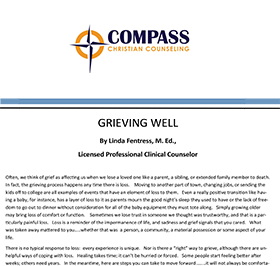 COMPASS
CHRISTIAN COUNSELING
GRIEVING WELL
By Linda Fentress, M. Ed.,
Licensed Professional Clinical Counselor
Often, we think of grief as affecting us when we lose a loved one like a parent, a sibling, or extended family member to death.
In fact, the grieving process happens any time there is loss. Moving to another part of town, changing jobs, or sending the
kids off to college are all examples of events that have an element of loss to them. Even a really positive transition like hav-
ing a baby, for instance, has a layer of loss to it as parents mourn the good night's sleep they used to have or the lack of free-
dom to go out to dinner without consideration for all of the baby equipment they must tote along. Simply growing older
may bring loss of comfort or function. Sometimes we lose trust in someone we thought was trustworthy, and that is a par-
ticularly painful loss. Loss is a reminder of the impermanence of life, and sadness and grief signals that you cared. What
was taken away mattered to you.....whether that was a person, a community, a material possession or some aspect of your
life.
There is no typical response to loss: every experience is unique. Nor is there a "right" way to grieve, although there are un-
helpful ways of coping with loss. Healing takes time; it can't be hurried or forced. Some people start feeling better after
weeks; others need years. In the meantime, here are steps you can take to move forward.......it will not always be comforta-